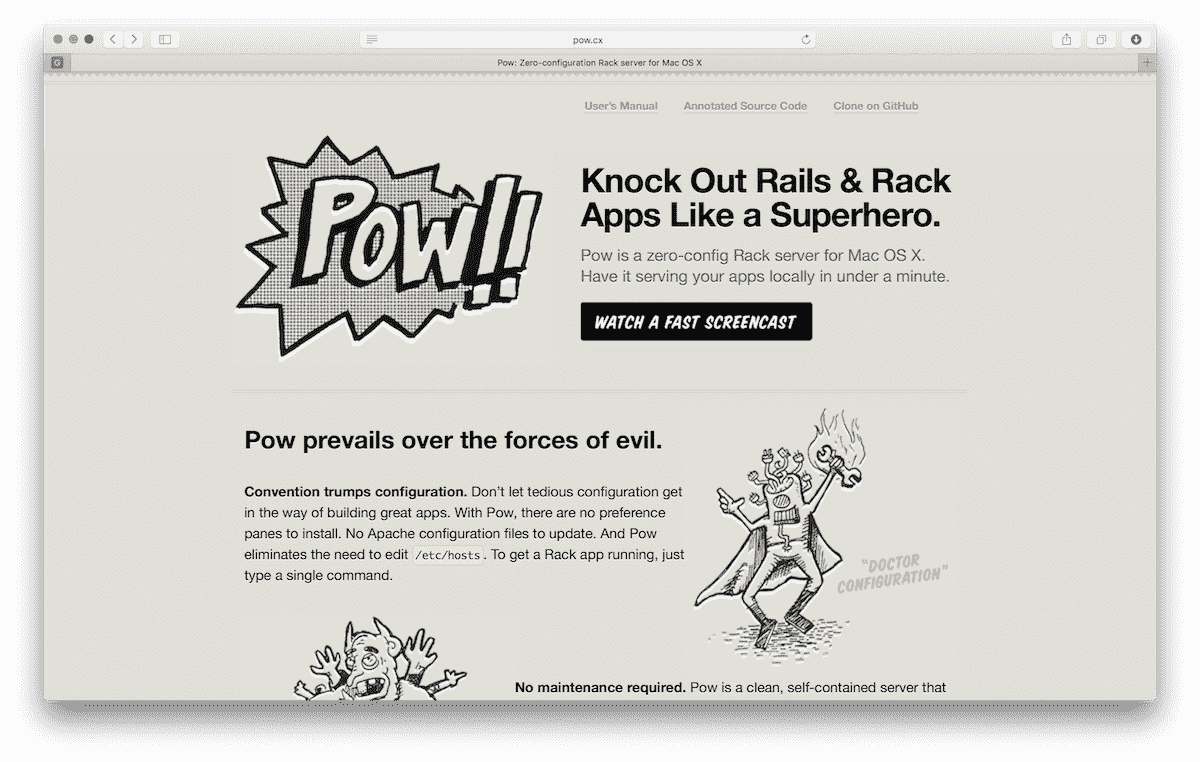 pow.cx
Pow: Zero-configuration Rack server for Mac OS X
User's Manual Annotated Source Code Clone on GitHub
POW!!
Knock Out Rails & Rack
Apps Like a Superhero.
Pow is a zero-config Rack server for Mac OS X.
Have it serving your apps locally in under a minute.
WATCH A FAST SCREENCAST
Pow prevails over the forces of evil.
Convention trumps configuration. Don't let tedious configuration get
in the way of building great apps. With Pow, there are no preference
panes to install. No Apache configuration files to update. And Pow
eliminates the need to edit /etc/hosts. To get a Rack app running, just
type a single command.
"DOCTOR
CONFIGURATION"
No maintenance required. Pow is a clean, self-contained server that